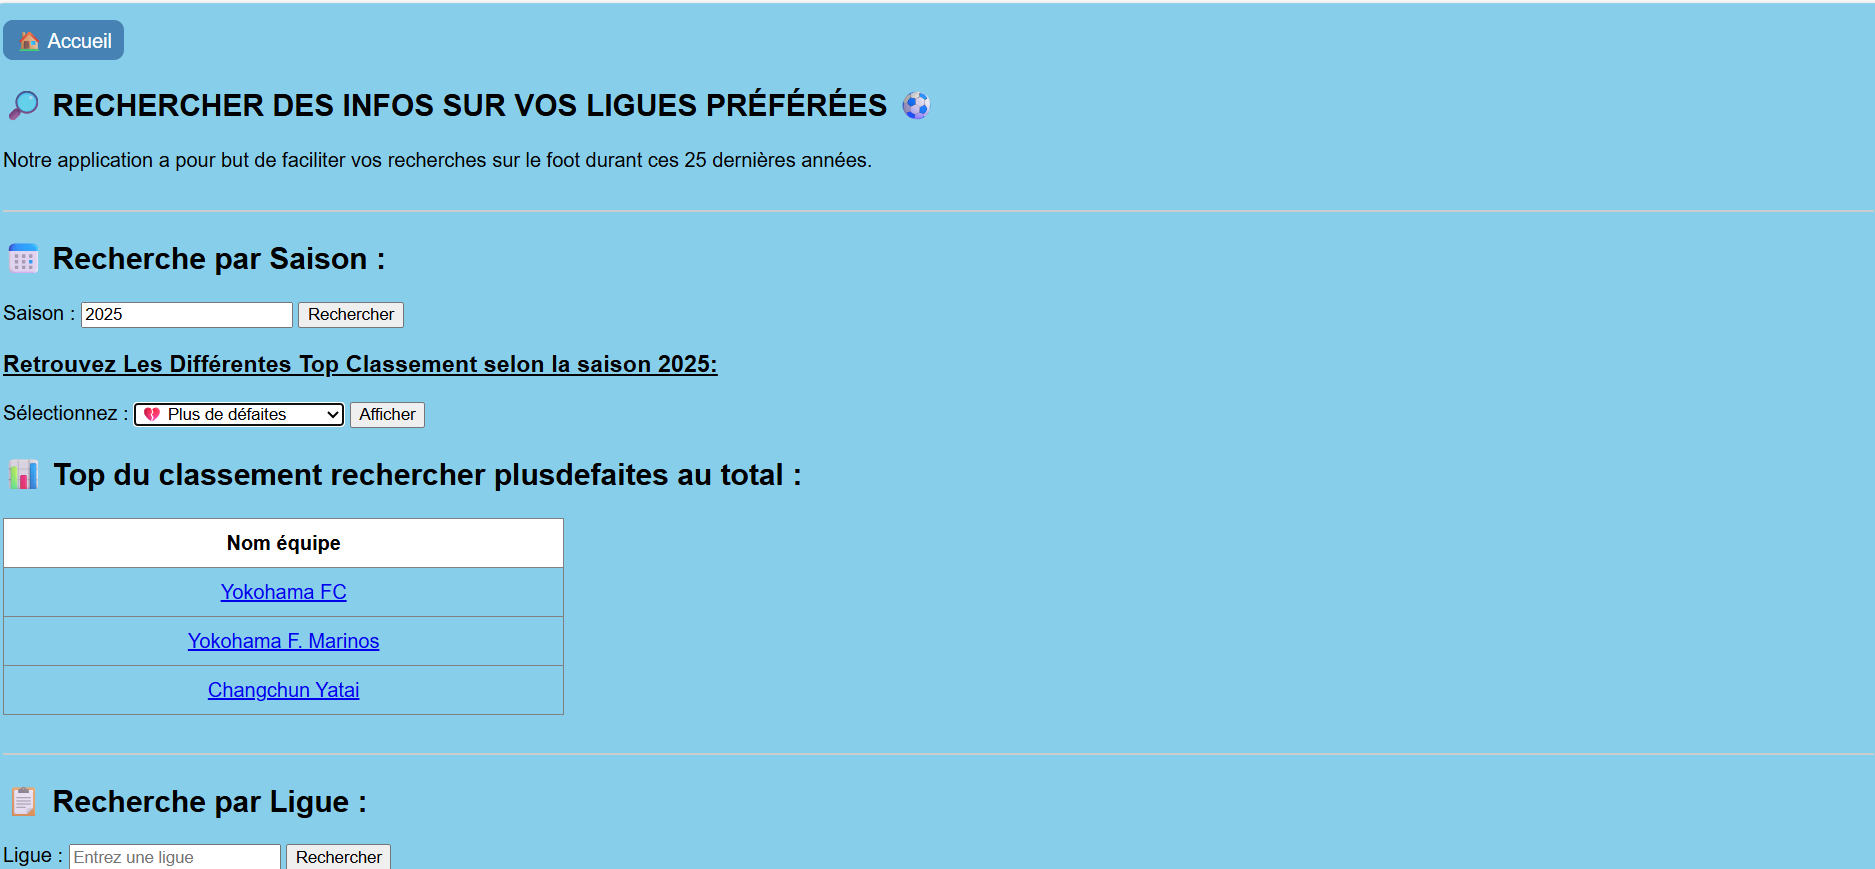 🏠 Accueil
🔎 RECHERCHER DES INFOS SUR VOS LIGUES PRÉFÉRÉES ⚽
Notre application a pour but de faciliter vos recherches sur le foot durant ces 25 dernières années.
Recherche par Saison :
Saison : 2025 Rechercher
Retrouvez Les Différentes Top Classement selon la saison 2025:
Sélectionnez : 💔 Plus de défaites Afficher
📊 Top du classement rechercher plusdefaites au total :
Nom équipe
Yokohama FC
Yokohama F. Marinos
Changchun Yatai
📋 Recherche par Ligue :
Ligue : Entrez une ligue Rechercher